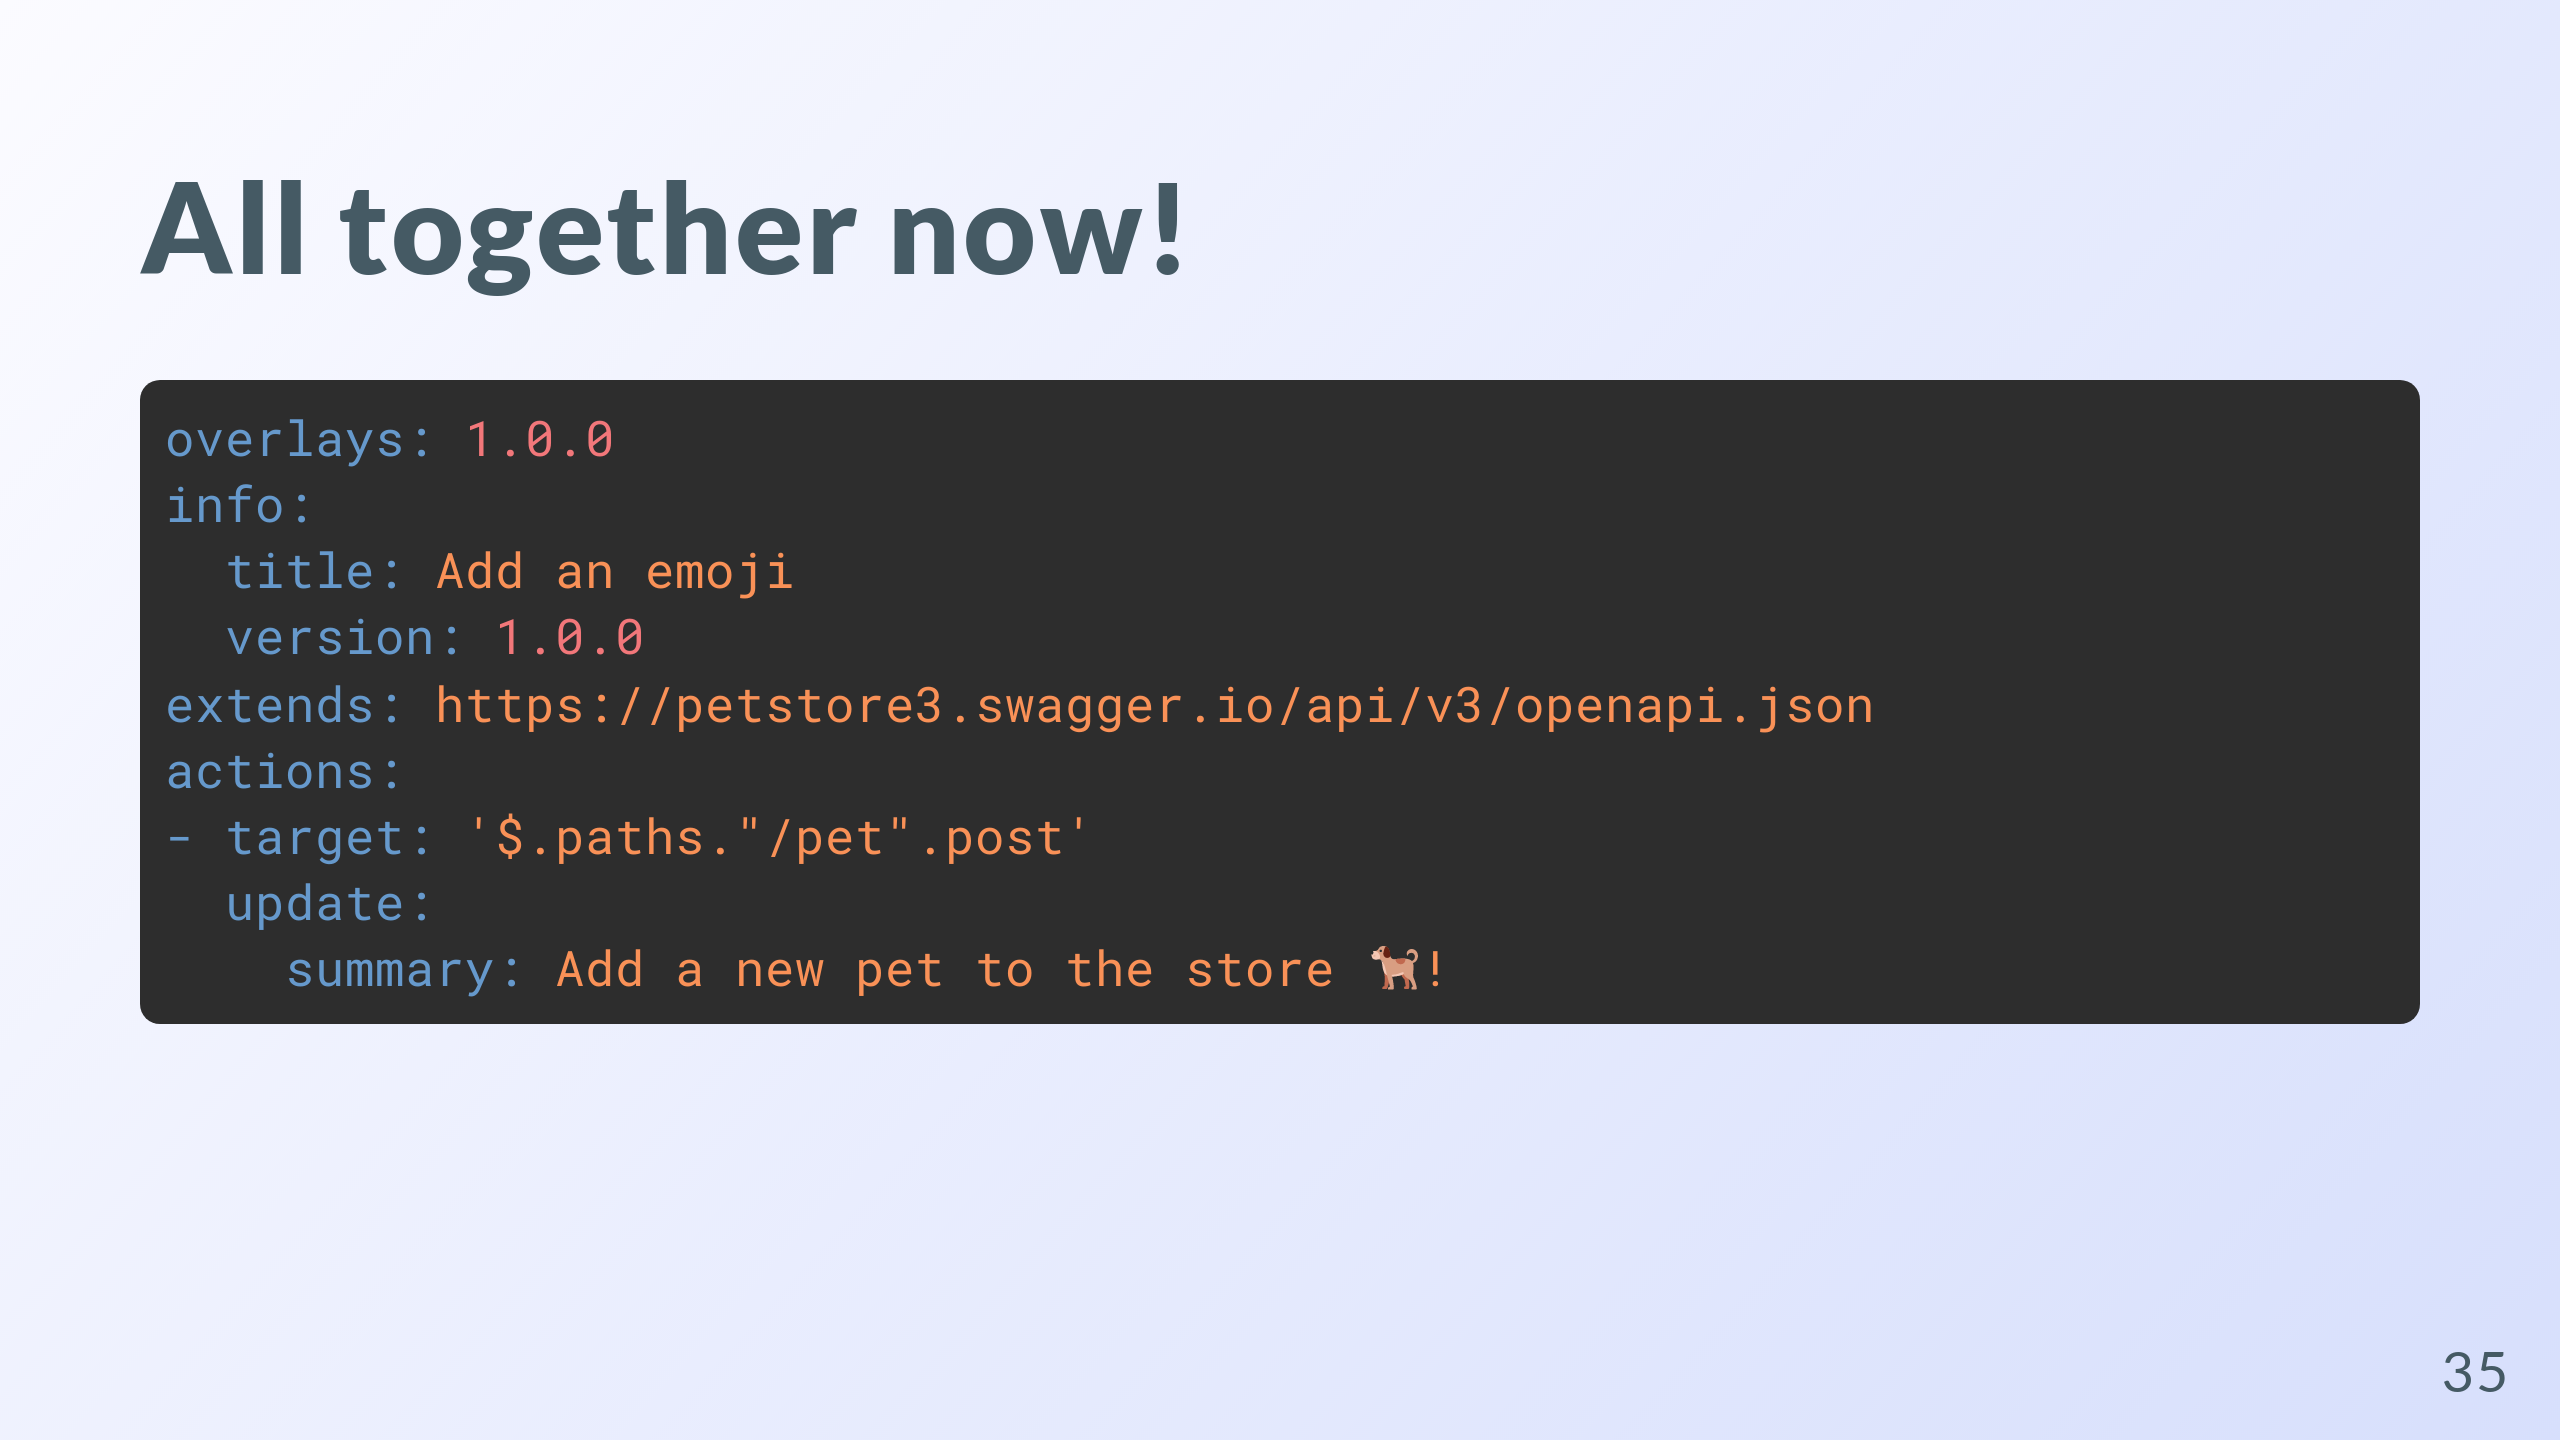 All together now!
overlays: 1.0.0
info:
  title: Add an emoji
  version: 1.0.0
extends: https://petstore3.swagger.io/api/v3/openapi.json
actions:
- target: '$.paths."/pet".post'
  update:
    summary: Add a new pet to the store 🐕!
35